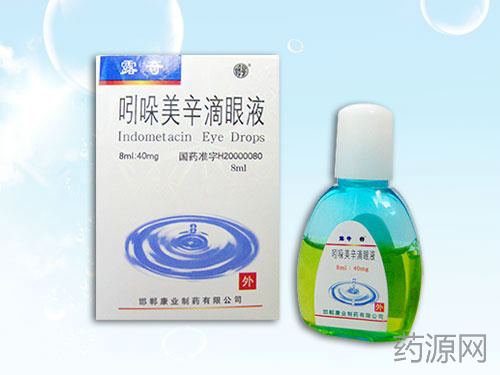 露奇
吲哚美辛滴眼液
Indometacin Eye Drops
8ml:40mg 国药准字H20000080
8ml
外
邯郸康业制药有限公司
露奇
吲哚美辛滴眼液
8ml:40mg
外
邯郸康业制药有限公司
药源网